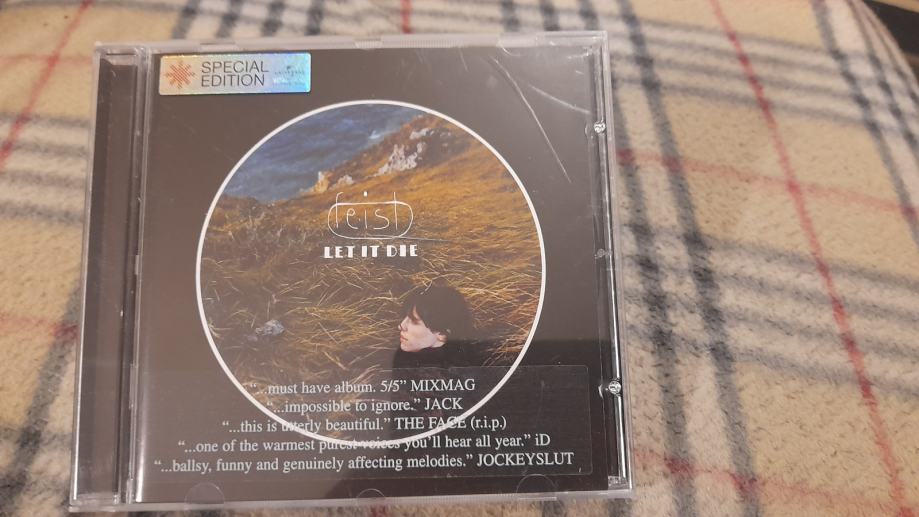 SPECIAL
EDITION
feist
LET IT DIE
“...must have album. 5/5” MIXMAG
“...impossible to ignore.” JACK
“...this is utterly beautiful.” THE FACE (r.i.p.)
“...one of the warmest purest voices you’ll hear all year.” iD
“...ballsy, funny and genuinely affecting melodies.” JOCKEYSLUT